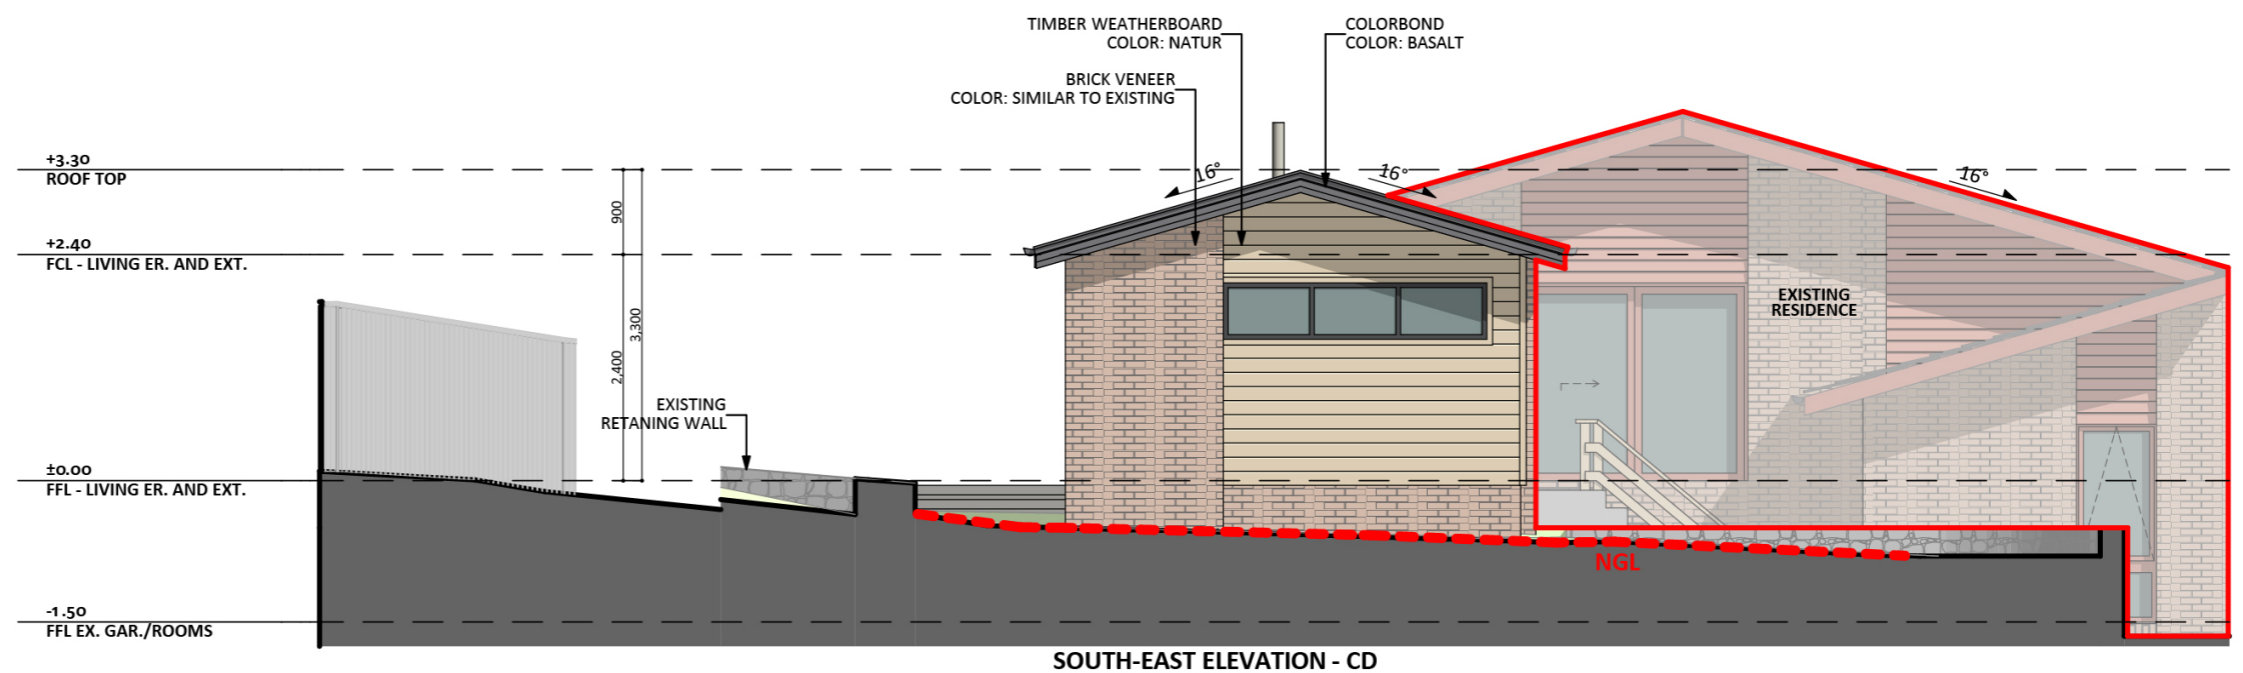 TIMBER WEATHERBOARD
COLOR: NATUR
COLORBOND
COLOR: BASALT
BRICK VENEER
COLOR: SIMILAR TO EXISTING
+3.30
ROOF TOP
16°
16°
16°
900
+2.40
FCL - LIVING ER. AND EXT.
EXISTING
RESIDENCE
3,300
2,400
EXISTING
RETANING WALL
±0.00
FFL - LIVING ER. AND EXT.
NGL
-1.50
FFL EX. GAR./ROOMS
SOUTH-EAST ELEVATION - CD